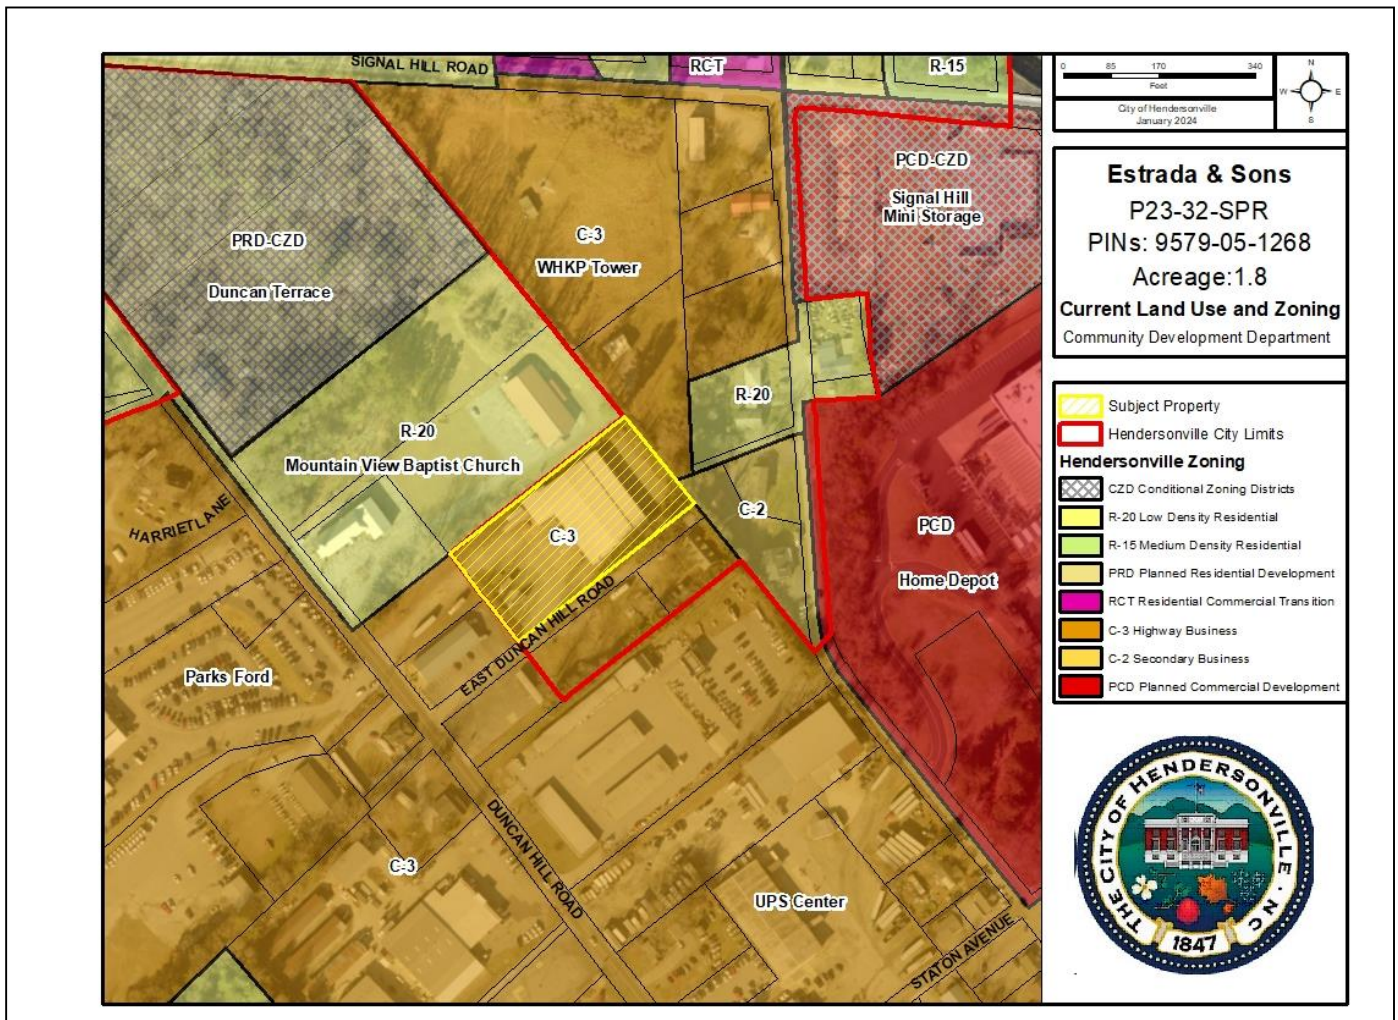 SIGNAL HILL ROAD
RCT
R-15
PRD-CZD
Duncan Terrace
C-3
WHKP Tower
PCD-CZD
Signal Hill
Mini Storage
R-20
R-20
Mountain View Baptist Church
HARRIET LANE
C-3
C-2
PCD
Home Depot
EAST DUNCAN HILL ROAD
Parks Ford
DUNCAN HILL ROAD
C-3
UPS Center
STATON AVENUE
0 85 170 340
Feet
City of Hendersonville
January 2024
N
W E
S
Estrada & Sons
P23-32-SPR
PINs: 9579-05-1268
Acreage:1.8
Current Land Use and Zoning
Community Development Department
Subject Property
Hendersonville City Limits
Hendersonville Zoning
CZD Conditional Zoning Districts
R-20 Low Density Residential
R-15 Medium Density Residential
PRD Planned Residential Development
RCT Residential Commercial Transition
C-3 Highway Business
C-2 Secondary Business
PCD Planned Commercial Development
THE CITY OF HENDERSONVILLE · NC
1847